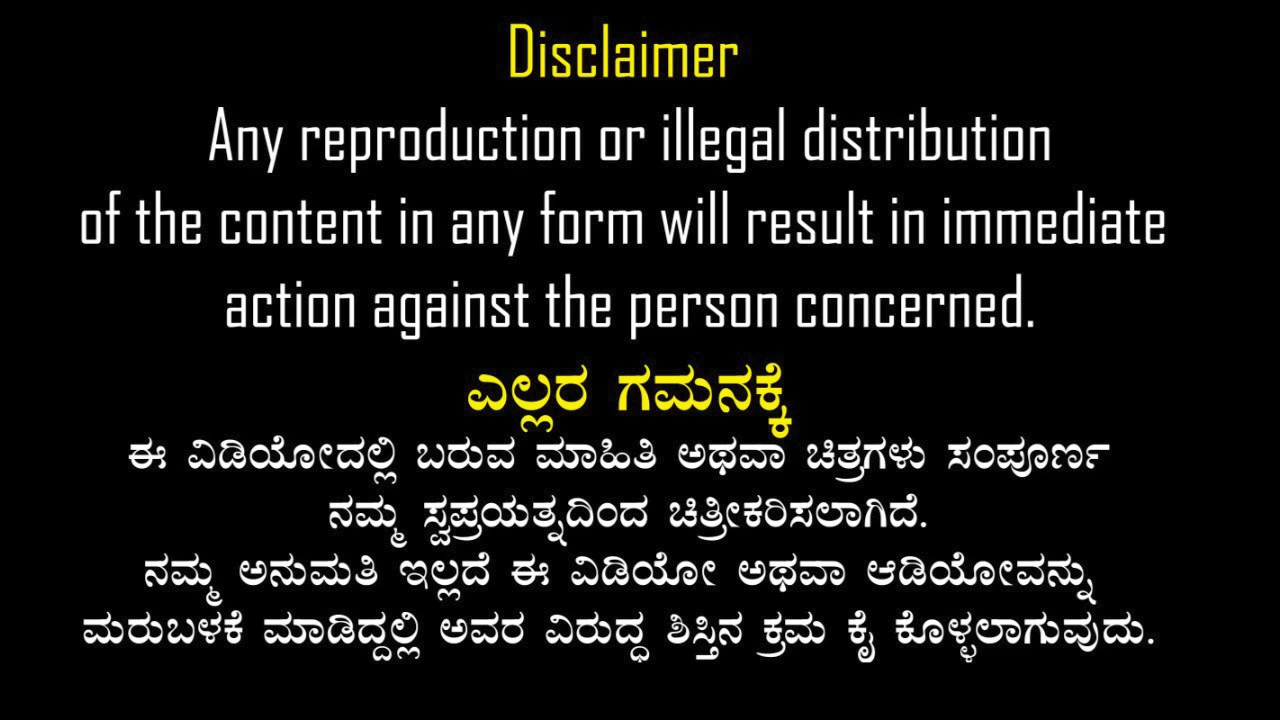 Disclaimer
Any reproduction or illegal distribution
of the content in any form will result in immediate
action against the person concerned.
ಎಲ್ಲರ ಗಮನಕ್ಕೆ
ಈ ವಿಡಿಯೋದಲ್ಲಿ ಬರುವ ಮಾಹಿತಿ ಅಥವಾ ಚಿತ್ರಗಳು ಸಂಪೂರ್ಣ
ನಮ್ಮ ಸ್ವಪ್ರಯತ್ನದಿಂದ ಚಿತ್ರೀಕರಿಸಲಾಗಿದೆ.
ನಮ್ಮ ಅನುಮತಿ ಇಲ್ಲದೆ ಈ ವಿಡಿಯೋ ಅಥವಾ ಆಡಿಯೋವನ್ನು
ಮರುಬಳಕೆ ಮಾಡಿದ್ದಲ್ಲಿ ಅವರ ವಿರುದ್ಧ ಶಿಸ್ತಿನ ಕ್ರಮ ಕೈ ಕೊಳ್ಳಲಾಗುವುದು.